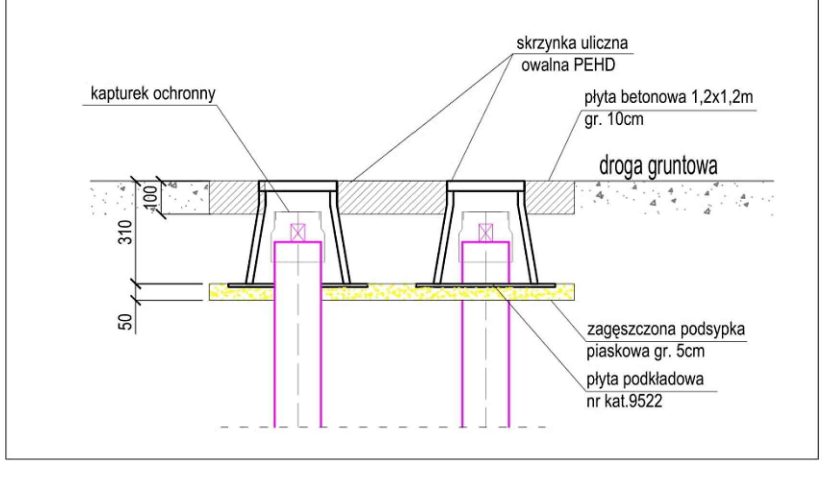 skrzynka uliczna
owalna PEHD
kapturek ochronny
płyta betonowa 1,2x1,2m
gr. 10cm
droga gruntowa
100
310
50
zagęszczona podsypka
piaskowa gr. 5cm
płyta podkładowa
nr kat.9522